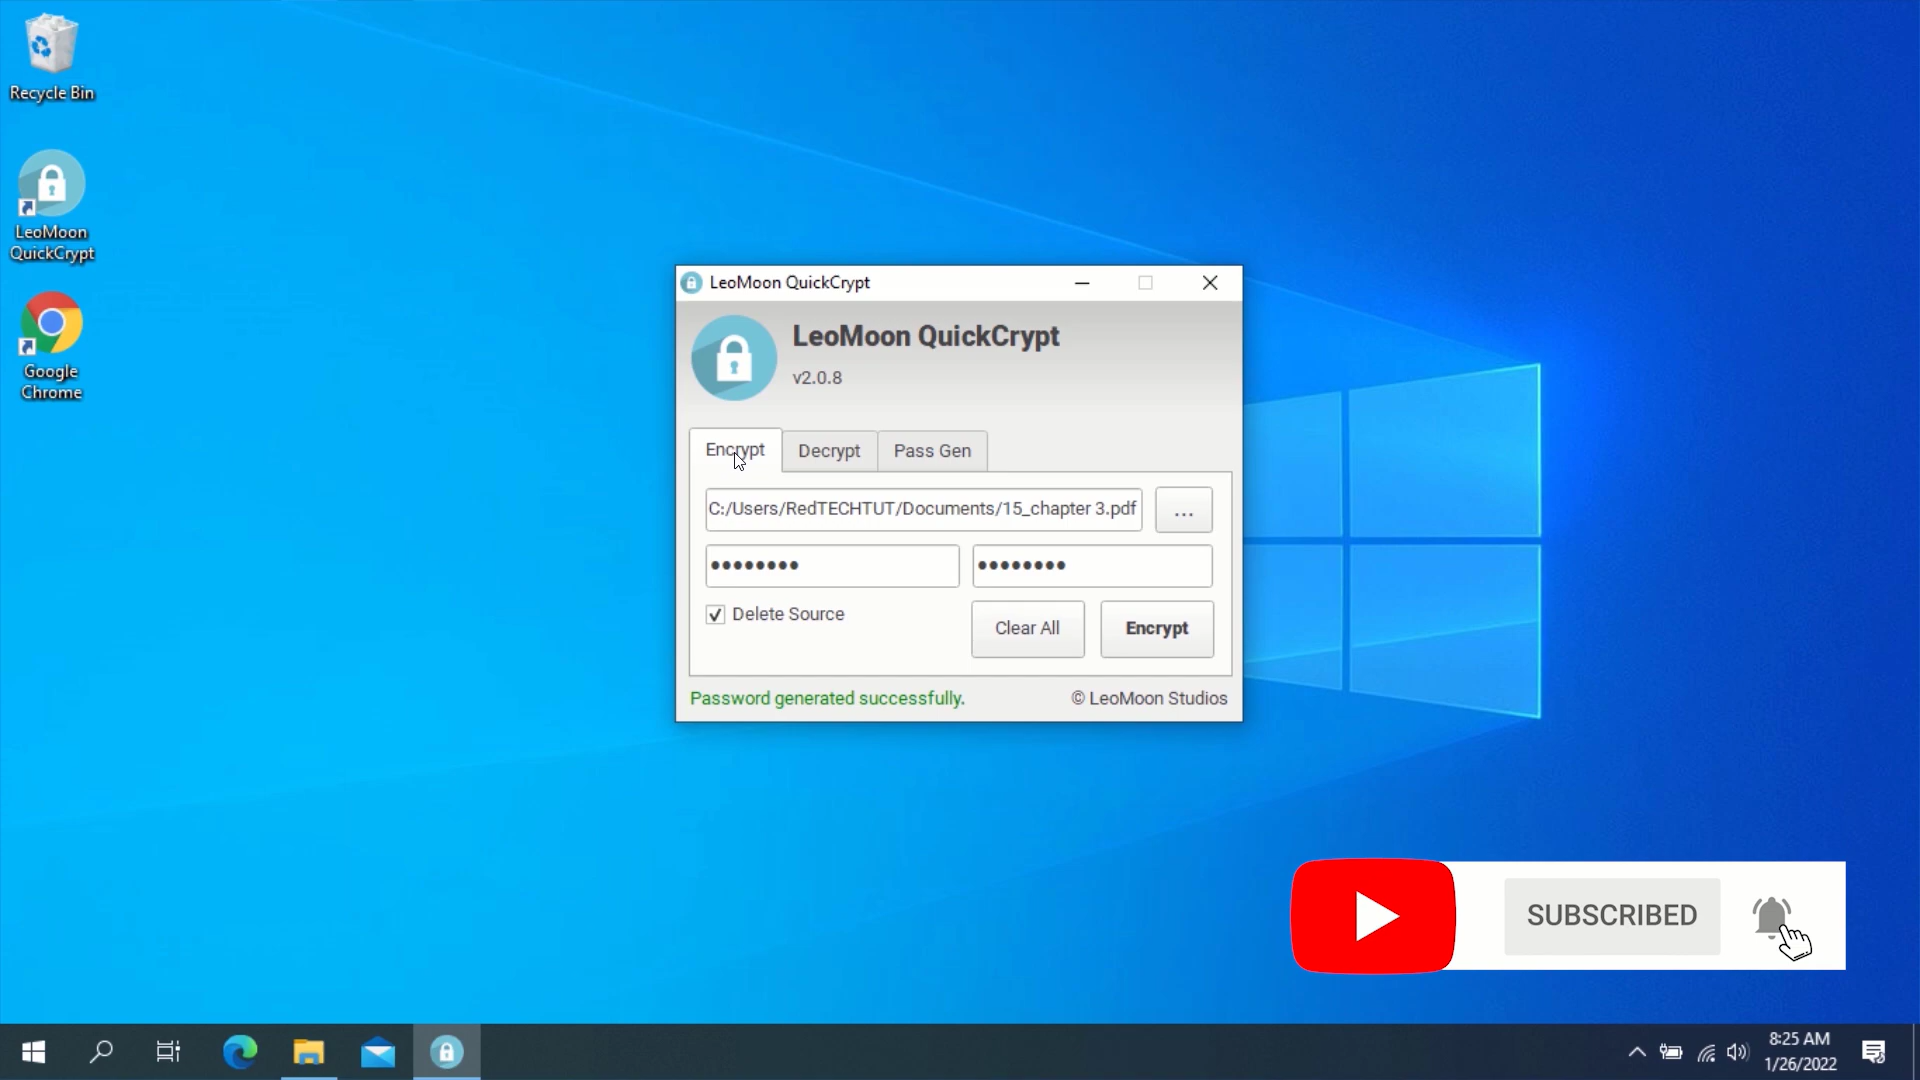 Recycle Bin
LeoMoon
QuickCrypt
Google
Chrome
LeoMoon QuickCrypt
LeoMoon QuickCrypt
v2.0.8
Encrypt
Decrypt
Pass Gen
C:/Users/RedTECHTUT/Documents/15_chapter 3.pdf
...
••••••••
••••••••
Delete Source
Clear All
Encrypt
Password generated successfully.
© LeoMoon Studios
SUBSCRIBED
8:25 AM
1/26/2022